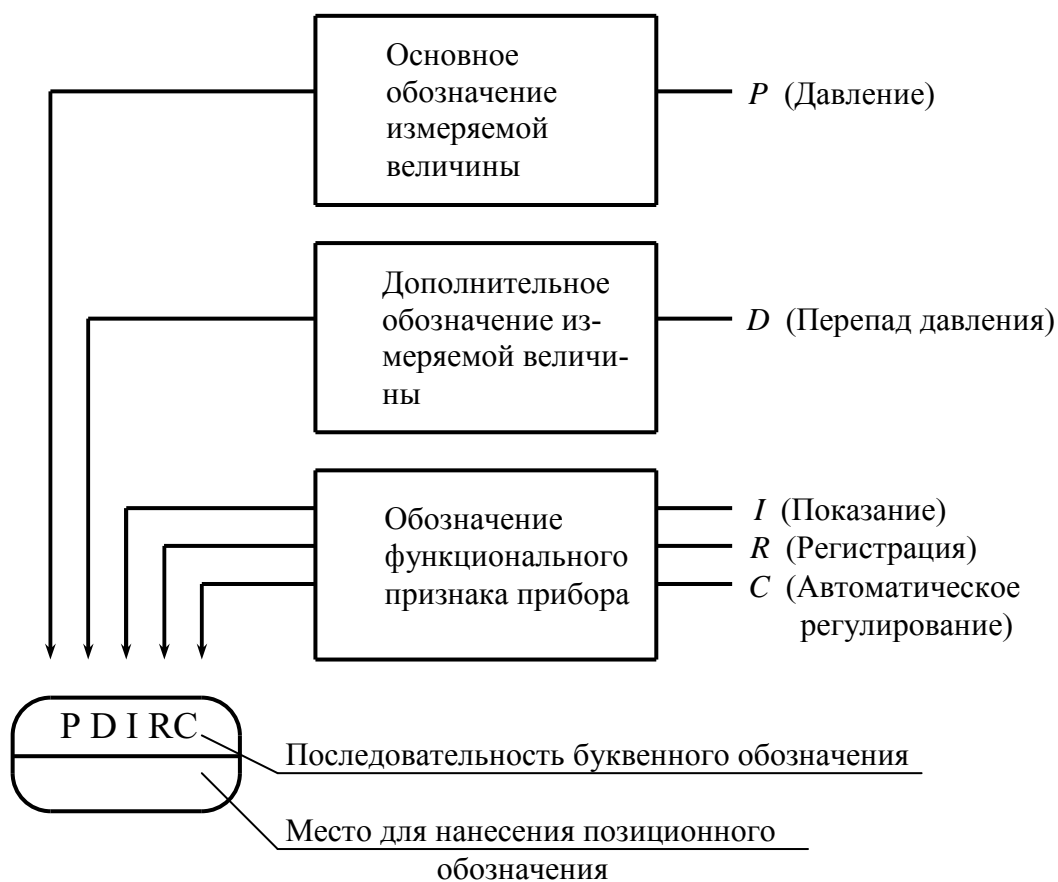 Основное
обозначение
измеряемой
величины
P (Давление)
Дополнительное
обозначение из-
меряемой величи-
ны
D (Перепад давления)
Обозначение
функционального
признака прибора
I (Показание)
R (Регистрация)
C (Автоматическое
регулирование)
P D I RC
Последовательность буквенного обозначения
Место для нанесения позиционного
обозначения